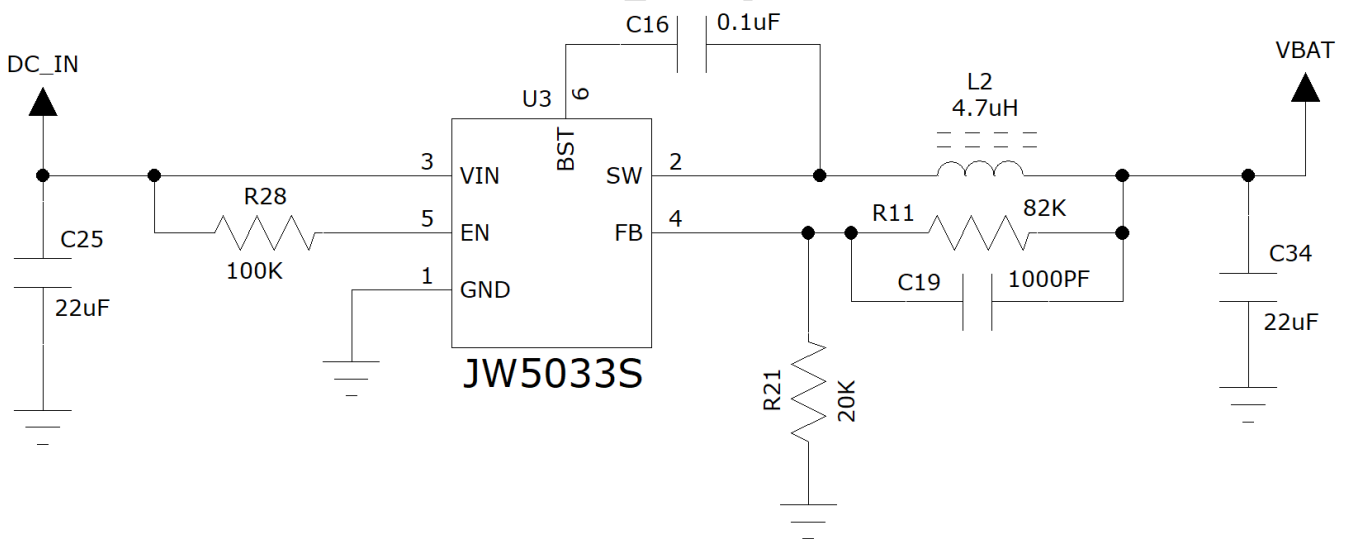 C16
0.1uF
DC_IN
VBAT
L2
4.7uH
U3
6
BST
3
VIN
SW
2
R28
R11
82K
5
EN
FB
4
C25
100K
C34
1
GND
C19
1000PF
22uF
22uF
JW5033S
R21
20K